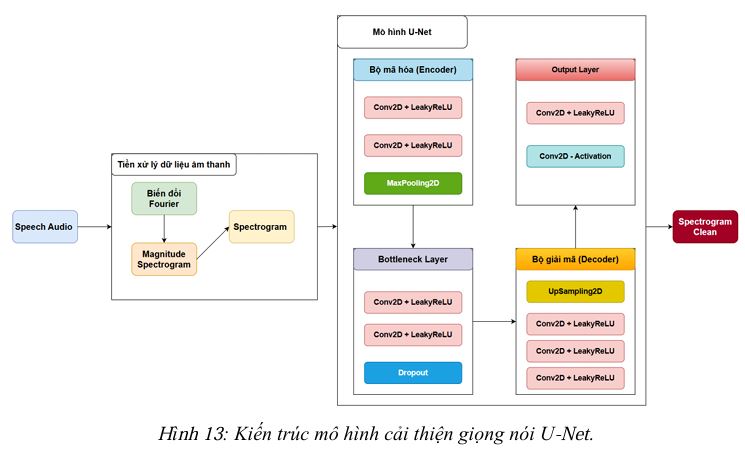 Mô hình U-Net
Bộ mã hóa (Encoder)
Conv2D + LeakyReLU
Conv2D + LeakyReLU
MaxPooling2D
Output Layer
Conv2D + LeakyReLU
Conv2D - Activation
Tiền xử lý dữ liệu âm thanh
Biến đổi
Fourier
Magnitude
Spectrogram
Spectrogram
Speech Audio
Spectrogram
Clean
Bottleneck Layer
Conv2D + LeakyReLU
Conv2D + LeakyReLU
Dropout
Bộ giải mã (Decoder)
UpSampling2D
Conv2D + LeakyReLU
Conv2D + LeakyReLU
Conv2D + LeakyReLU
Hình 13: Kiến trúc mô hình cải thiện giọng nói U-Net.